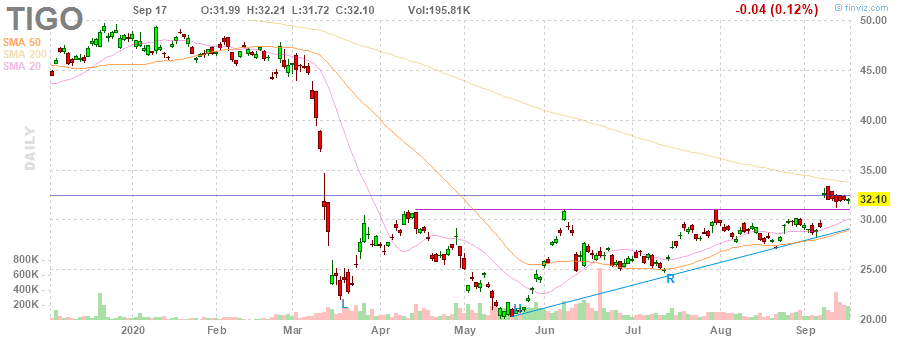 TIGO
Sep 17 O:31.99 H:32.21 L:31.72 C:32.10 Vol:195.81K
-0.04 (0.12%)
© finviz.com
SMA 50
SMA 200
SMA 20
DAILY
50.00
45.00
40.00
35.00
32.10
30.00
25.00
20.00
800K
600K
400K
200K
L
R
2020 Feb Mar Apr May Jun Jul Aug Sep